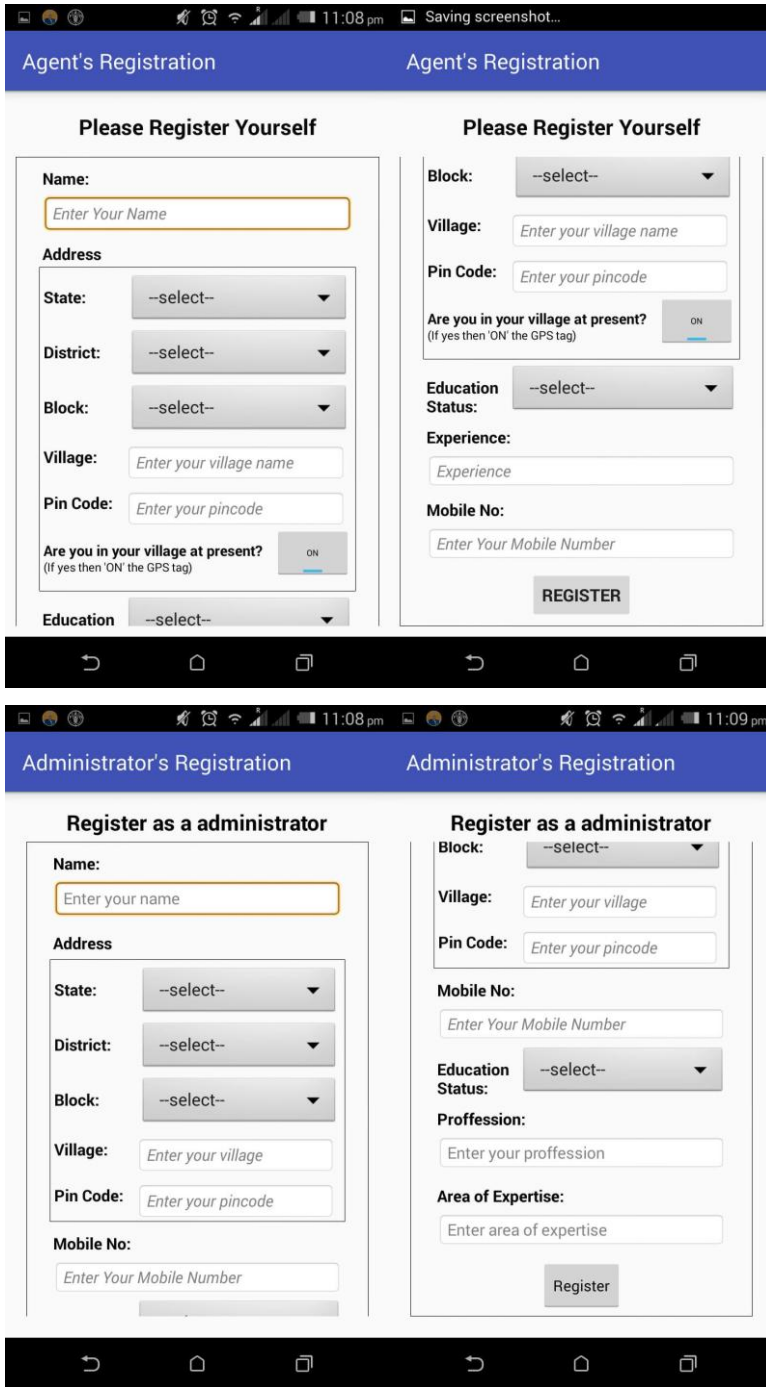 11:08 pm
Agent's Registration
Please Register Yourself
Name:
Enter Your Name
Address
State: --select--
District: --select--
Block: --select--
Village: Enter your village name
Pin Code: Enter your pincode
Are you in your village at present? ON
(If yes then 'ON' the GPS tag)
Education --select--
Saving screenshot...
Agent's Registration
Please Register Yourself
Block: --select--
Village: Enter your village name
Pin Code: Enter your pincode
Are you in your village at present? ON
(If yes then 'ON' the GPS tag)
Education --select--
Status:
Experience:
Experience
Mobile No:
Enter Your Mobile Number
REGISTER
R 11:08 pm
Administrator's Registration
Register as a administrator
Name:
Enter your name
Address
State: --select--
District: --select--
Block: --select--
Village: Enter your village
Pin Code: Enter your pincode
Mobile No:
Enter Your Mobile Number
R 11:09 pm
Administrator's Registration
Register as a administrator
Block: --select--
Village: Enter your village
Pin Code: Enter your pincode
Mobile No:
Enter Your Mobile Number
Education --select--
Status:
Proffession:
Enter your proffession
Area of Expertise:
Enter area of expertise
Register